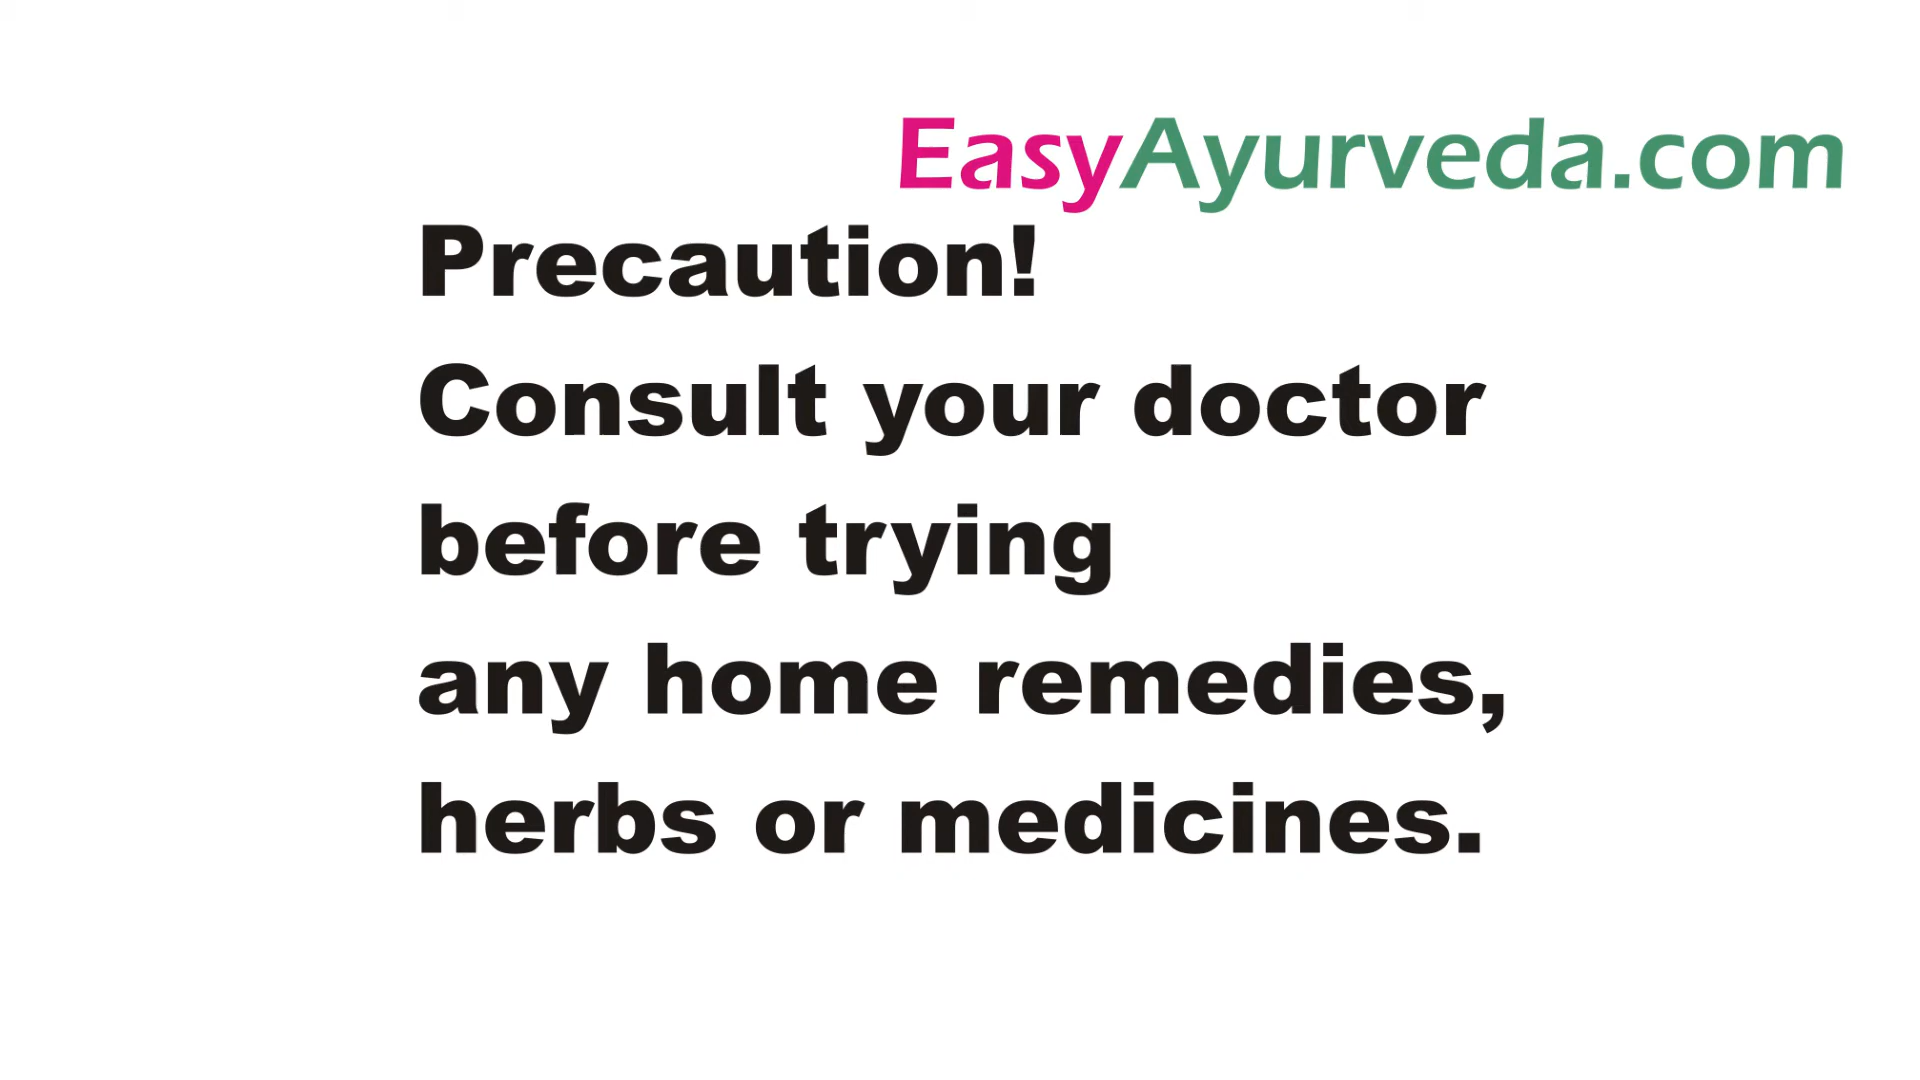 EasyAyurveda.com
Precaution!
Consult your doctor
before trying
any home remedies,
herbs or medicines.